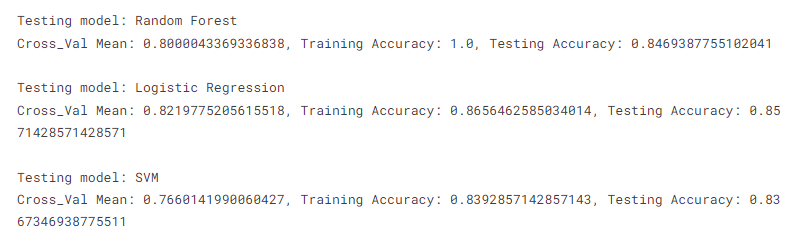 Testing model: Random Forest
Cross_Val Mean: 0.8000043369336838, Training Accuracy: 1.0, Testing Accuracy: 0.8469387755102041
Testing model: Logistic Regression
Cross_Val Mean: 0.8219775205615518, Training Accuracy: 0.8656462585034014, Testing Accuracy: 0.85
71428571428571
Testing model: SVM
Cross_Val Mean: 0.7660141990060427, Training Accuracy: 0.8392857142857143, Testing Accuracy: 0.83
67346938775511